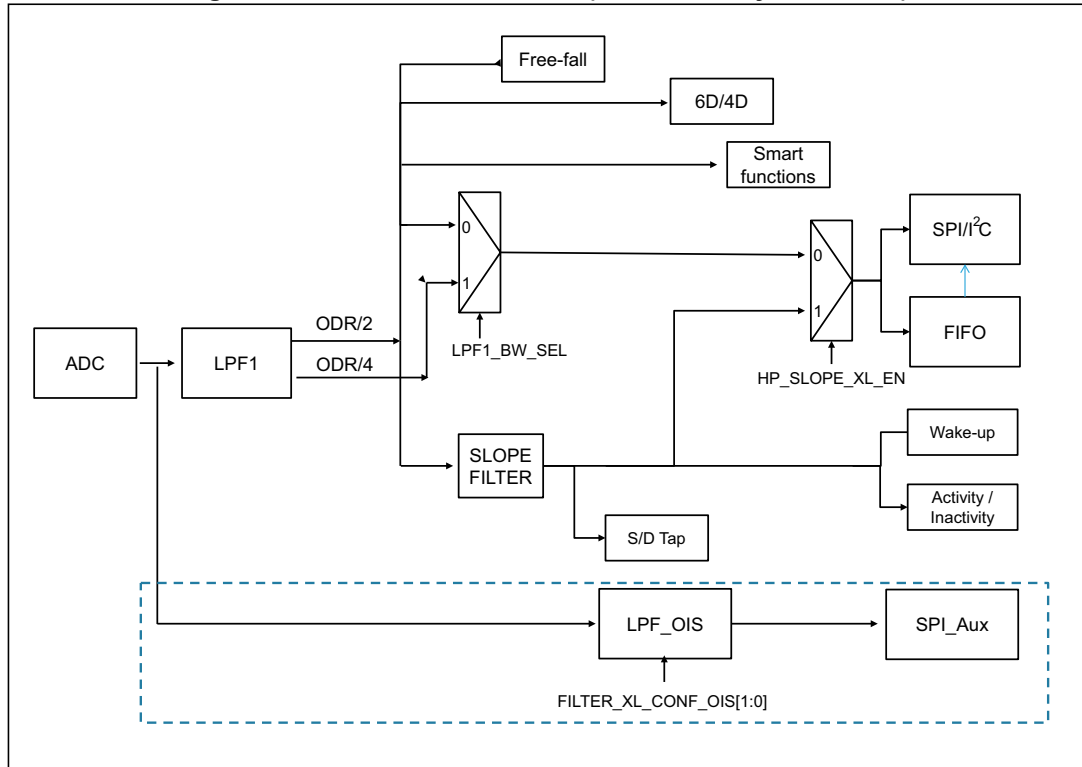 Free-fall
6D/4D
Smart
functions
0
1
LPF1_BW_SEL
0
1
HP_SLOPE_XL_EN
SPI/I²C
FIFO
ADC
LPF1
ODR/2
ODR/4
SLOPE
FILTER
Wake-up
Activity /
Inactivity
S/D Tap
LPF_OIS
SPI_Aux
FILTER_XL_CONF_OIS[1:0]